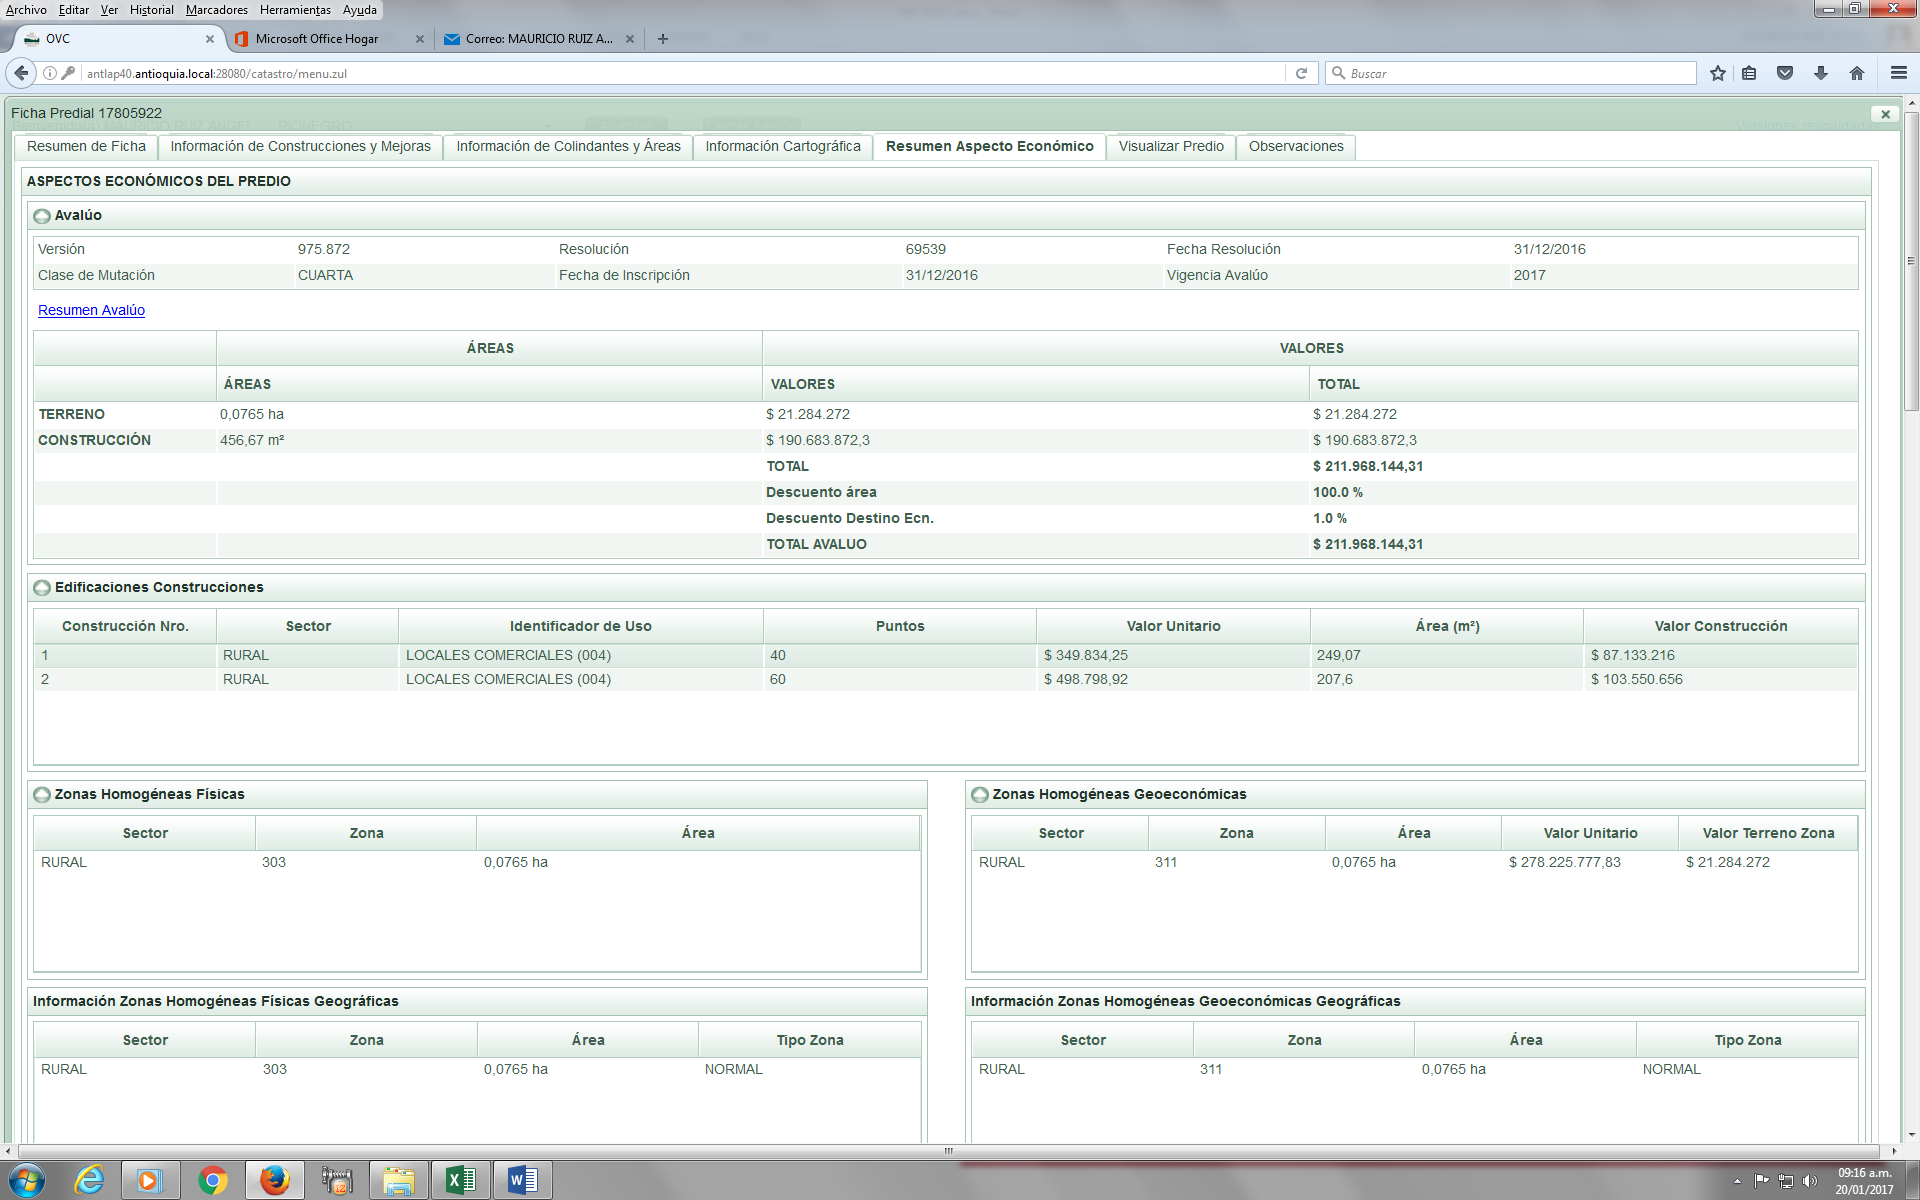 Archivo Editar Ver Historial Marcadores Herramientas Ayuda
OVC Microsoft Office Hogar Correo: MAURICIO RUIZ A...
antlap40.antioquia.local:28080/catastro/menu.zul Buscar
Ficha Predial 17805922
Resumen de Ficha Información de Construcciones y Mejoras Información de Colindantes y Áreas Información Cartográfica Resumen Aspecto Económico Visualizar Predio Observaciones
ASPECTOS ECONÓMICOS DEL PREDIO
Avalúo
Versión 975.872 Resolución 69539 Fecha Resolución 31/12/2016
Clase de Mutación CUARTA Fecha de Inscripción 31/12/2016 Vigencia Avalúo 2017
Resumen Avalúo
ÁREAS VALORES
ÁREAS VALORES TOTAL
TERRENO 0,0765 ha $ 21.284.272 $ 21.284.272
CONSTRUCCIÓN 456,67 m² $ 190.683.872,3 $ 190.683.872,3
TOTAL $ 211.968.144,31
Descuento área 100.0 %
Descuento Destino Ecn. 1.0 %
TOTAL AVALUO $ 211.968.144,31
Edificaciones Construcciones
Construcción Nro. Sector Identificador de Uso Puntos Valor Unitario Área (m²) Valor Construcción
1 RURAL LOCALES COMERCIALES (004) 40 $ 349.834,25 249,07 $ 87.133.216
2 RURAL LOCALES COMERCIALES (004) 60 $ 498.798,92 207,6 $ 103.550.656
Zonas Homogéneas Físicas Zonas Homogéneas Geoeconómicas
Sector Zona Área Sector Zona Área Valor Unitario Valor Terreno Zona
RURAL 303 0,0765 ha RURAL 311 0,0765 ha $ 278.225.777,83 $ 21.284.272
Información Zonas Homogéneas Físicas Geográficas Información Zonas Homogéneas Geoeconómicas Geográficas
Sector Zona Área Tipo Zona Sector Zona Área Tipo Zona
RURAL 303 0,0765 ha NORMAL RURAL 311 0,0765 ha NORMAL
09:16 a.m.
20/01/2017